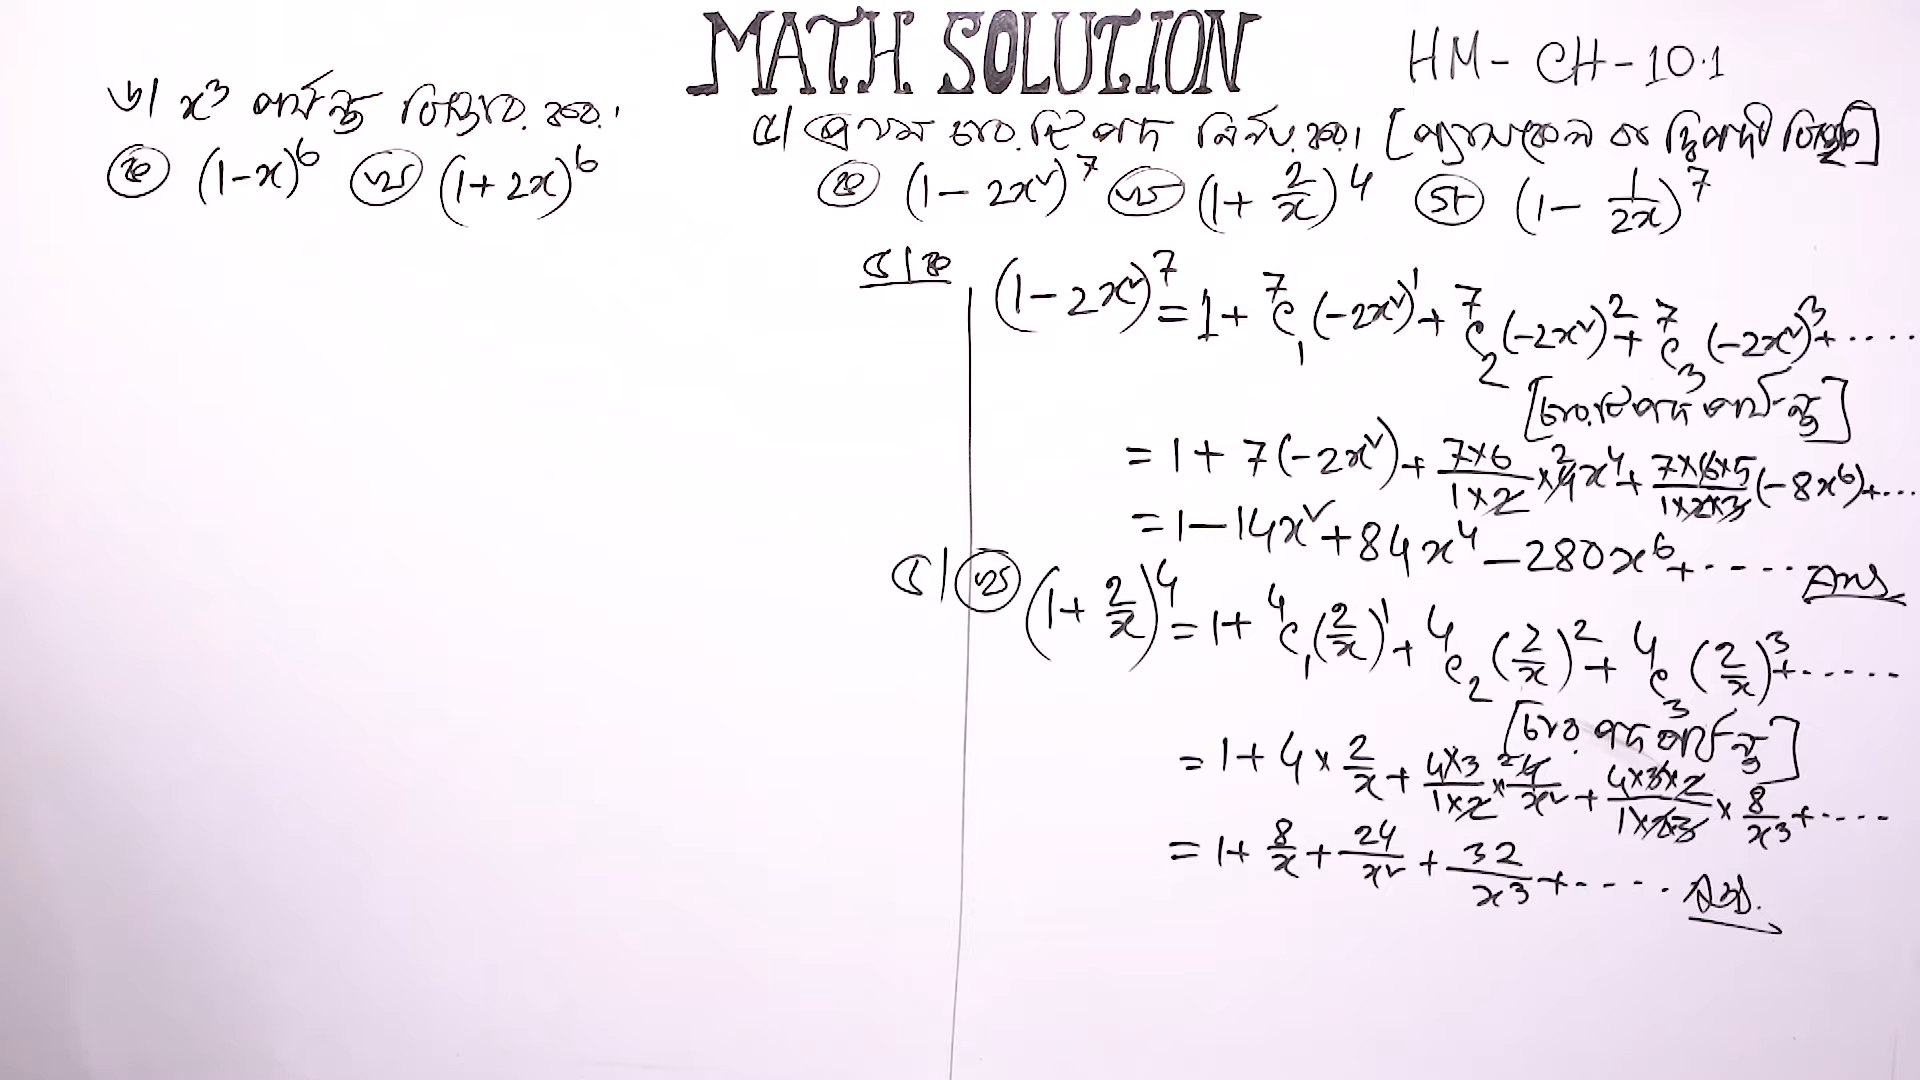 MATH SOLUTION
HM- CH-10.1
৬| x³ পর্যন্ত বিস্তার কর।
ক (1-x)⁶ খ (1+2x)⁶
৫| প্রথম চারটি পদ নির্ণয় কর। [প্যাসকেল বা দ্বিপদী বিস্তৃতি]
ক (1-2x²)⁷ খ (1+2/x)⁴ গ (1-1/2x)⁷
৫|ক
(1-2x²)⁷ = 1+ ⁷C₁(-2x²)¹+ ⁷C₂(-2x²)²+ ⁷C₃(-2x²)³+.....
[চারটি পদ পর্যন্ত]
= 1+7(-2x²)+ 7×6/1×2 ×4x⁴+ 7×6×5/1×2×3 (-8x⁶)+...
= 1-14x²+84x⁴-280x⁶+..... Ans
৫| খ (1+2/x)⁴ = 1+ ⁴C₁(2/x)¹+ ⁴C₂(2/x)²+ ⁴C₃(2/x)³+.....
[চার পদ পর্যন্ত]
= 1+4×2/x+ 4×3/1×2 × 4/x²+ 4×3×2/1×2×3 × 8/x³+....
= 1+8/x+24/x²+32/x³+.... Ans.